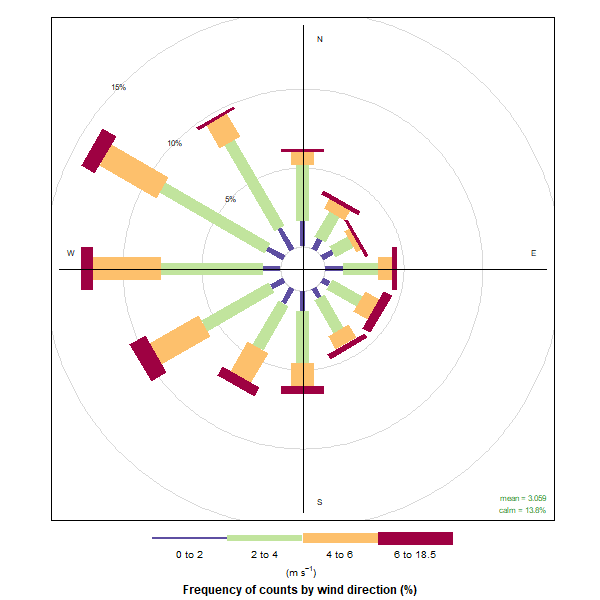 N
15%
10%
5%
W
E
S
mean = 3.059
calm = 13.8%
0 to 2 2 to 4 4 to 6 6 to 18.5
(m s⁻¹)
Frequency of counts by wind direction (%)